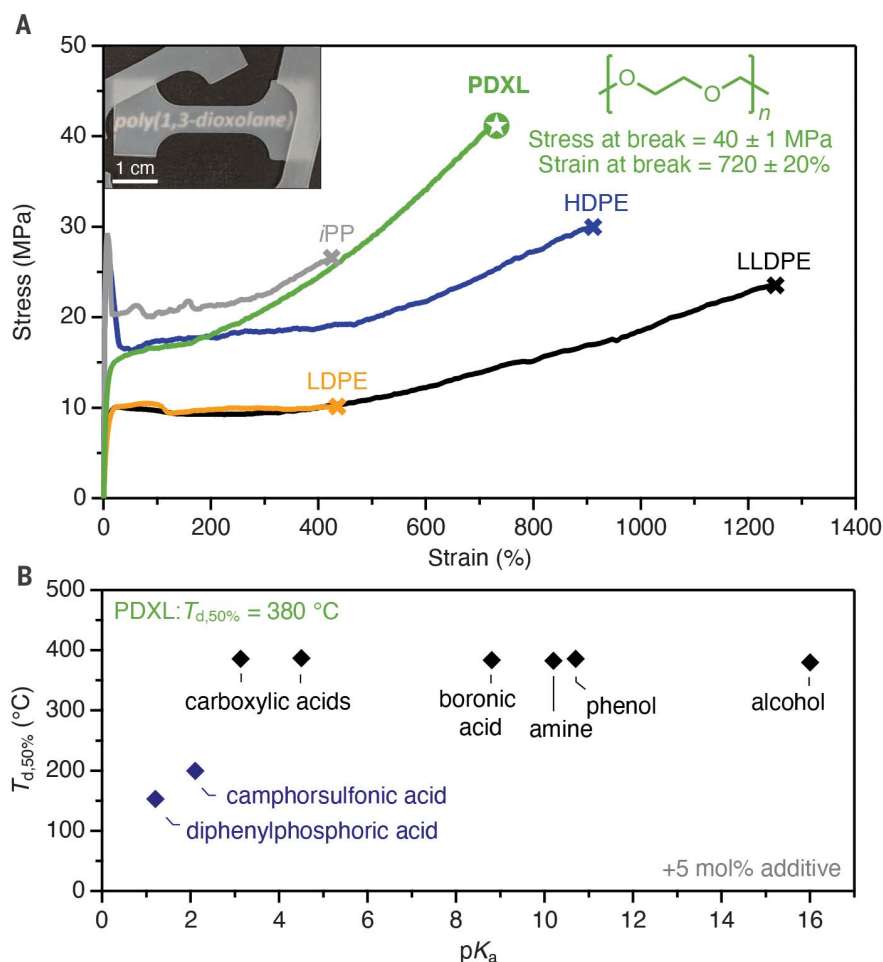 A
50
40
30
20
10
0
Stress (MPa)
poly(1,3-dioxolane)
1 cm
PDXL
O
O
n
Stress at break = 40 ± 1 MPa
Strain at break = 720 ± 20%
iPP
HDPE
LLDPE
LDPE
0 200 400 600 800 1000 1200 1400
Strain (%)
B
500
400
300
200
100
0
Td,50% (°C)
PDXL: Td,50% = 380 °C
carboxylic acids
boronic
acid
amine
phenol
alcohol
camphorsulfonic acid
diphenylphosphoric acid
+5 mol% additive
0 2 4 6 8 10 12 14 16
pKa